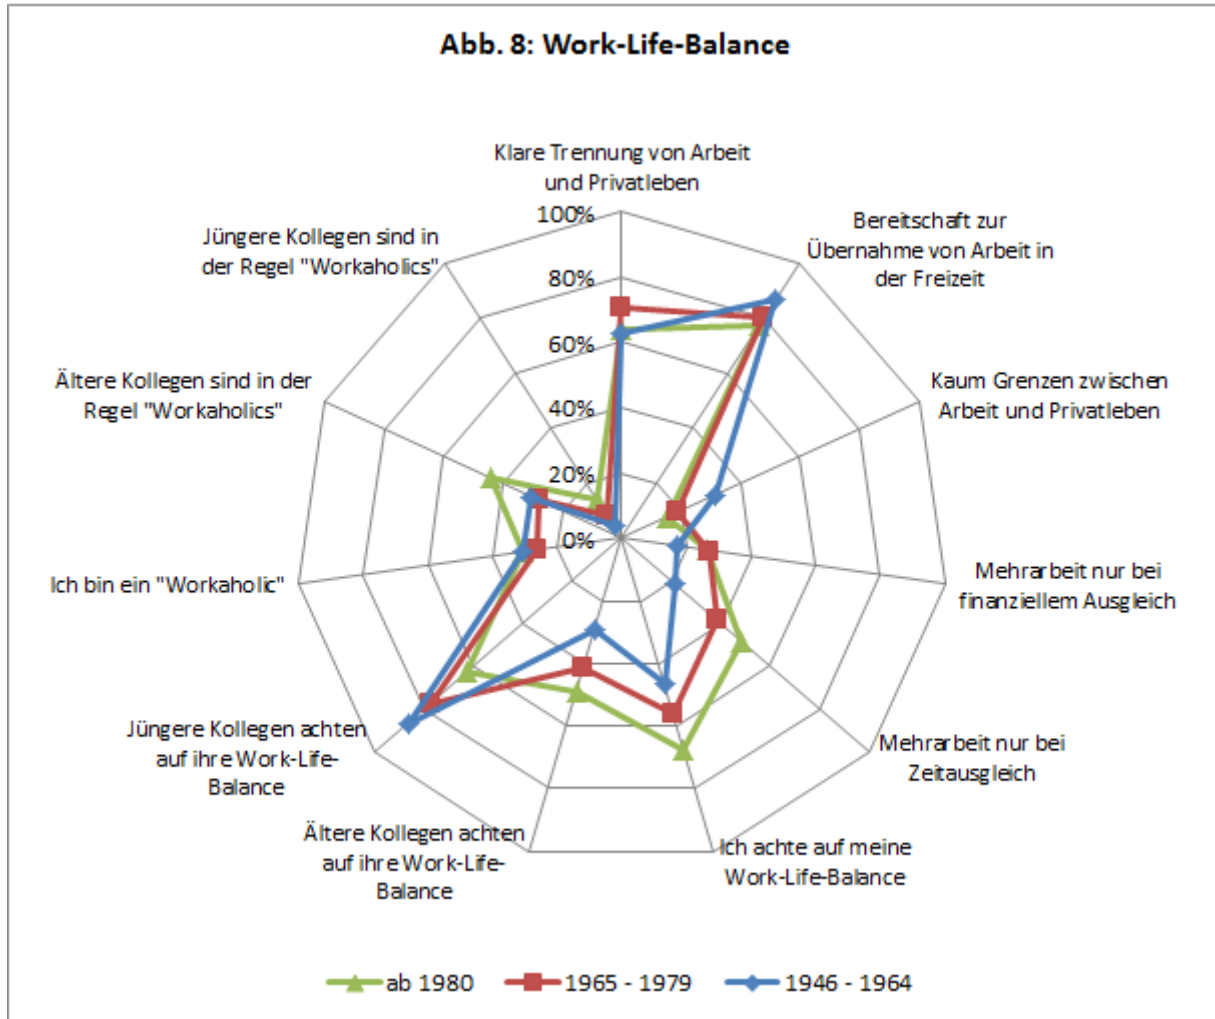 Abb. 8: Work-Life-Balance
Klare Trennung von Arbeit
und Privatleben
Bereitschaft zur
Übernahme von Arbeit in
der Freizeit
Kaum Grenzen zwischen
Arbeit und Privatleben
Mehrarbeit nur bei
finanziellem Ausgleich
Mehrarbeit nur bei
Zeitausgleich
Ich achte auf meine
Work-Life-Balance
Ältere Kollegen achten
auf ihre Work-Life-
Balance
Jüngere Kollegen achten
auf ihre Work-Life-
Balance
Ich bin ein "Workaholic"
Ältere Kollegen sind in der
Regel "Workaholics"
Jüngere Kollegen sind in
der Regel "Workaholics"
100%
80%
60%
40%
20%
0%
ab 1980
1965 - 1979
1946 - 1964